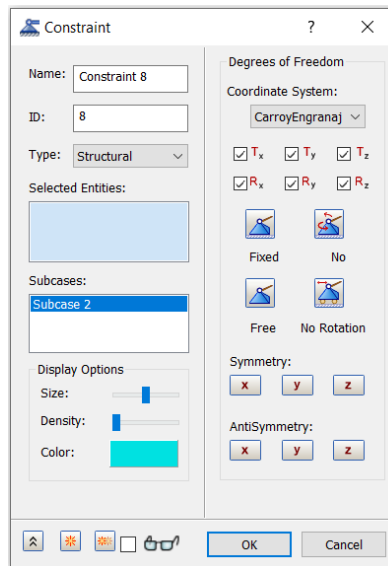 Constraint
?
Name:
Constraint 8
ID:
8
Type:
Structural
Selected Entities:
Subcases:
Subcase 2
Display Options
Size:
Density:
Color:
Degrees of Freedom
Coordinate System:
CarroyEngranaj
Tx Ty Tz
Rx Ry Rz
Fixed No
Free No Rotation
Symmetry:
x y z
AntiSymmetry:
x y z
OK Cancel